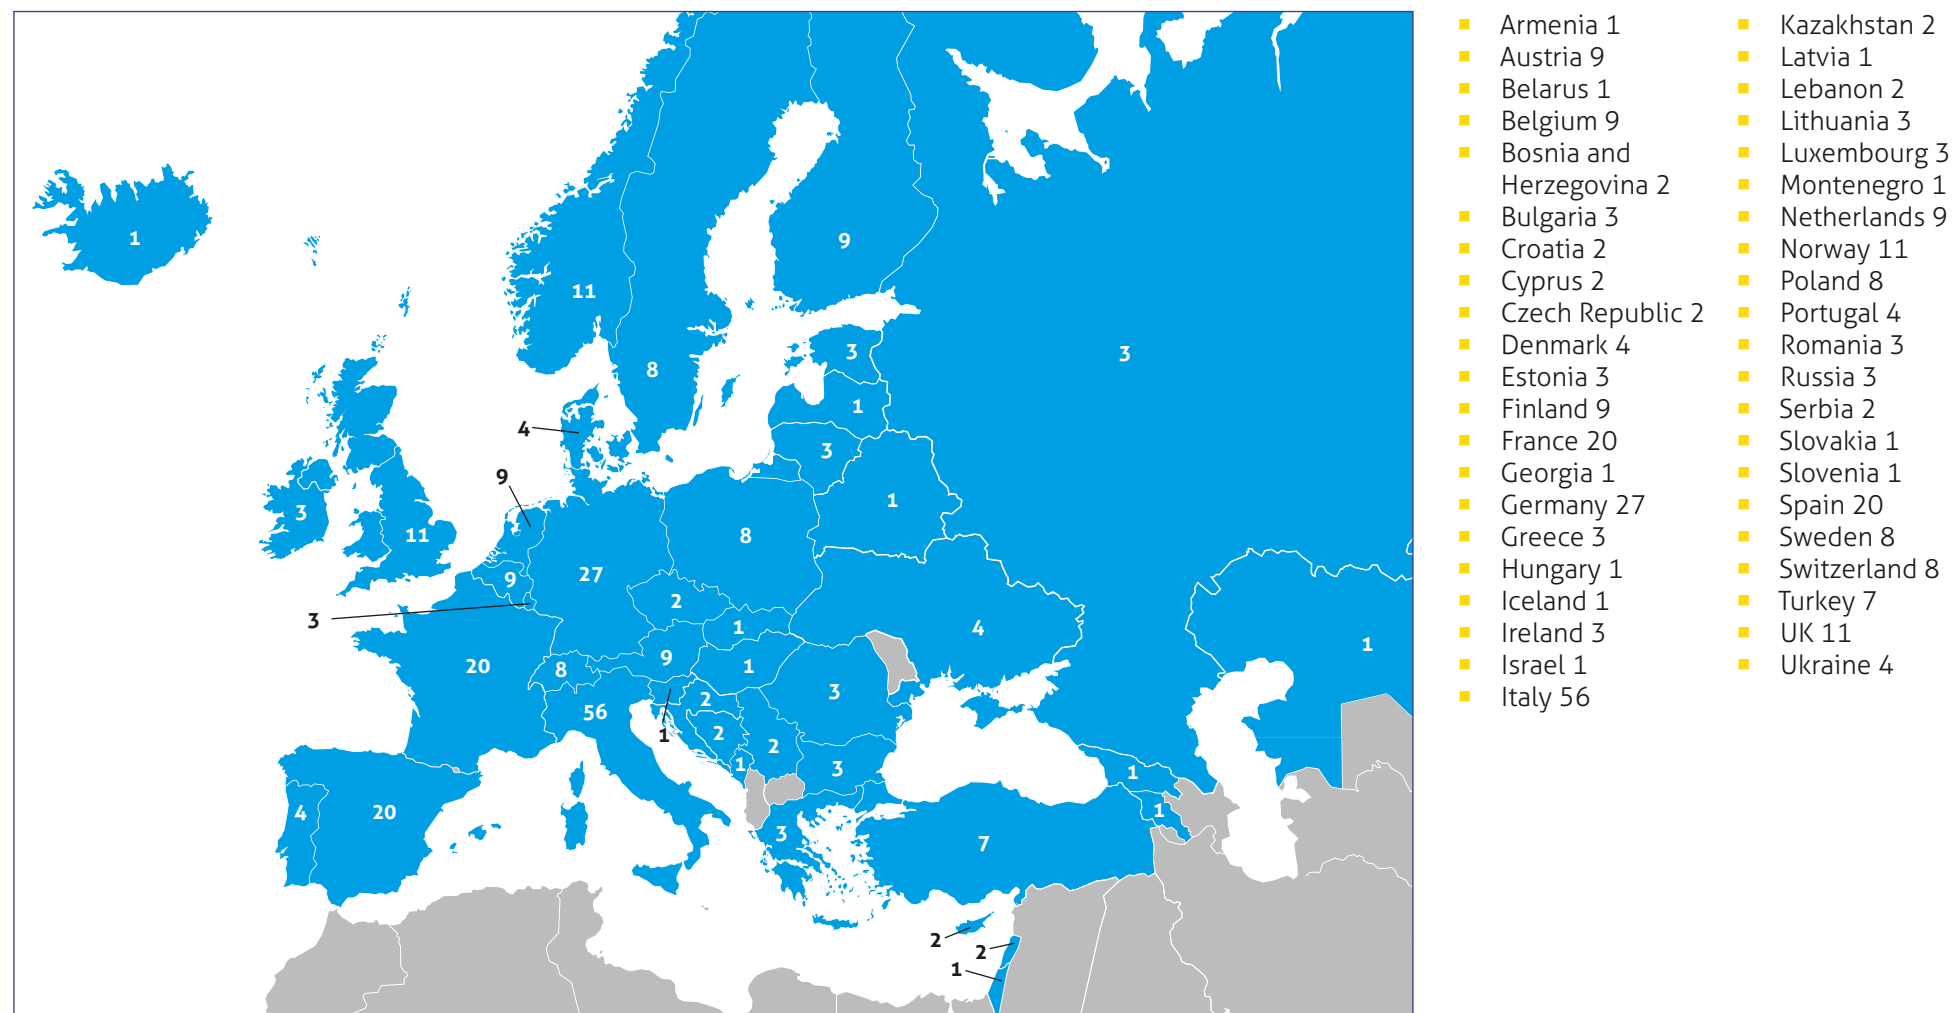 1
9
11
3
8
3
1
4
3
9
1
3
11
8
27
9
2
3
1
4
20
8
9
1
1
3
56
2
1
2
2
1
3
1
4
20
3
7
1
2
2
1
Armenia 1
Austria 9
Belarus 1
Belgium 9
Bosnia and
Herzegovina 2
Bulgaria 3
Croatia 2
Cyprus 2
Czech Republic 2
Denmark 4
Estonia 3
Finland 9
France 20
Georgia 1
Germany 27
Greece 3
Hungary 1
Iceland 1
Ireland 3
Israel 1
Italy 56
Kazakhstan 2
Latvia 1
Lebanon 2
Lithuania 3
Luxembourg 3
Montenegro 1
Netherlands 9
Norway 11
Poland 8
Portugal 4
Romania 3
Russia 3
Serbia 2
Slovakia 1
Slovenia 1
Spain 20
Sweden 8
Switzerland 8
Turkey 7
UK 11
Ukraine 4